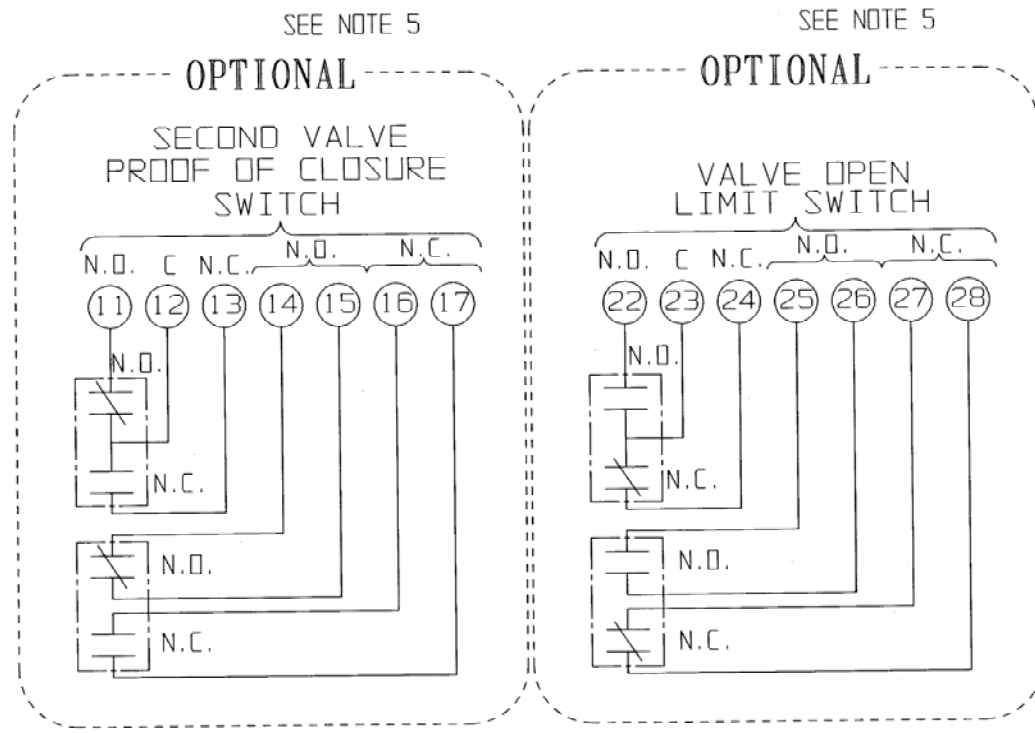 SEE NOTE 5
OPTIONAL
SECOND VALVE
PROOF OF CLOSURE
SWITCH
N.O. C N.C. N.O. N.C.
11 12 13 14 15 16 17
N.O.
N.C.
N.O.
N.C.
SEE NOTE 5
OPTIONAL
VALVE OPEN
LIMIT SWITCH
N.O. C N.C. N.O. N.C.
22 23 24 25 26 27 28
N.O.
N.C.
N.O.
N.C.